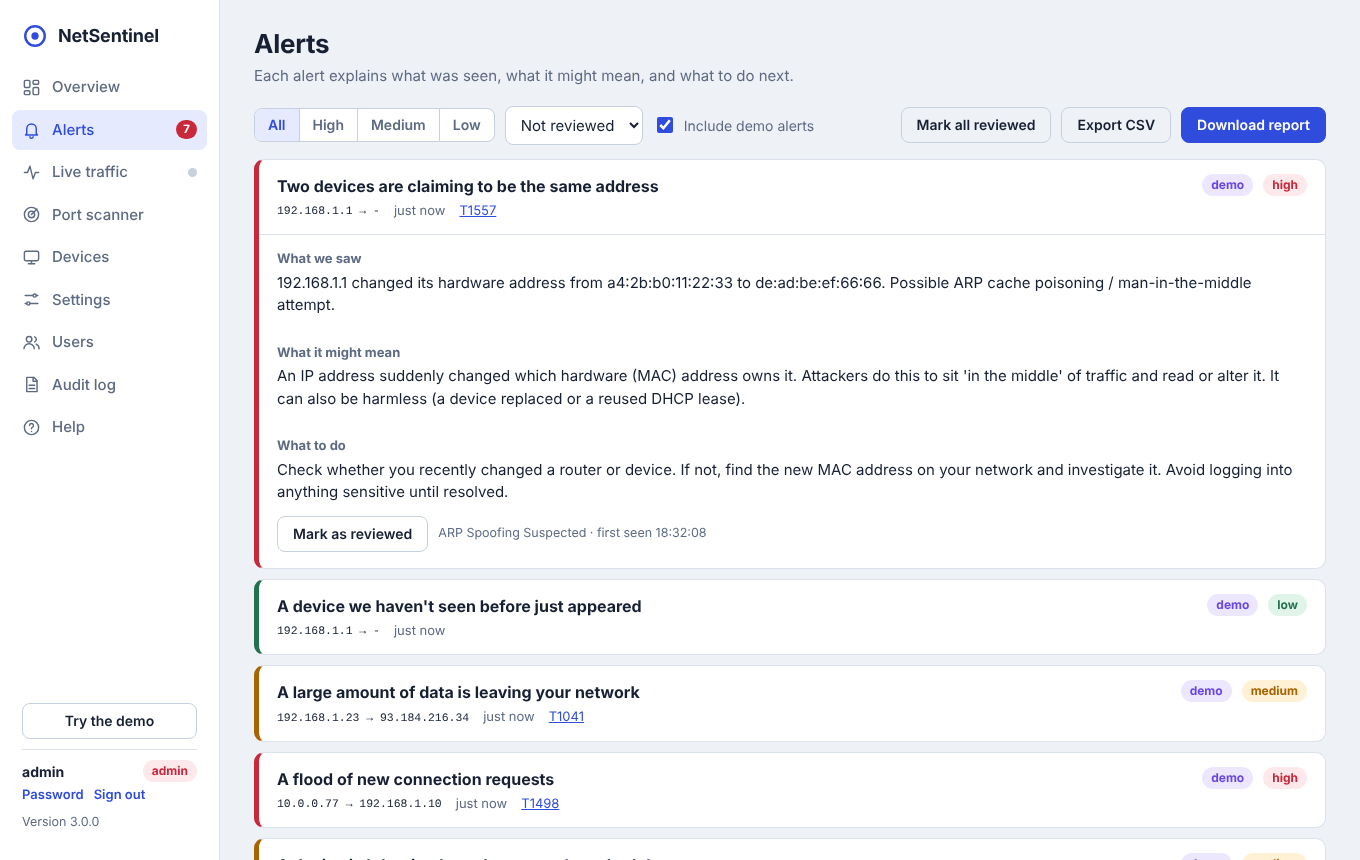 NetSentinel
Overview
Alerts 7
Live traffic
Port scanner
Devices
Settings
Users
Audit log
Help
Try the demo
admin admin
Password Sign out
Version 3.0.0
Alerts
Each alert explains what was seen, what it might mean, and what to do next.
All High Medium Low Not reviewed Include demo alerts Mark all reviewed Export CSV Download report
Two devices are claiming to be the same address demo high
192.168.1.1 → - just now T1557
What we saw
192.168.1.1 changed its hardware address from a4:2b:b0:11:22:33 to de:ad:be:ef:66:66. Possible ARP cache poisoning / man-in-the-middle
attempt.
What it might mean
An IP address suddenly changed which hardware (MAC) address owns it. Attackers do this to sit 'in the middle' of traffic and read or alter it. It
can also be harmless (a device replaced or a reused DHCP lease).
What to do
Check whether you recently changed a router or device. If not, find the new MAC address on your network and investigate it. Avoid logging into
anything sensitive until resolved.
Mark as reviewed ARP Spoofing Suspected · first seen 18:32:08
A device we haven't seen before just appeared demo low
192.168.1.1 → - just now
A large amount of data is leaving your network demo medium
192.168.1.23 → 93.184.216.34 just now T1041
A flood of new connection requests demo high
10.0.0.77 → 192.168.1.10 just now T1498